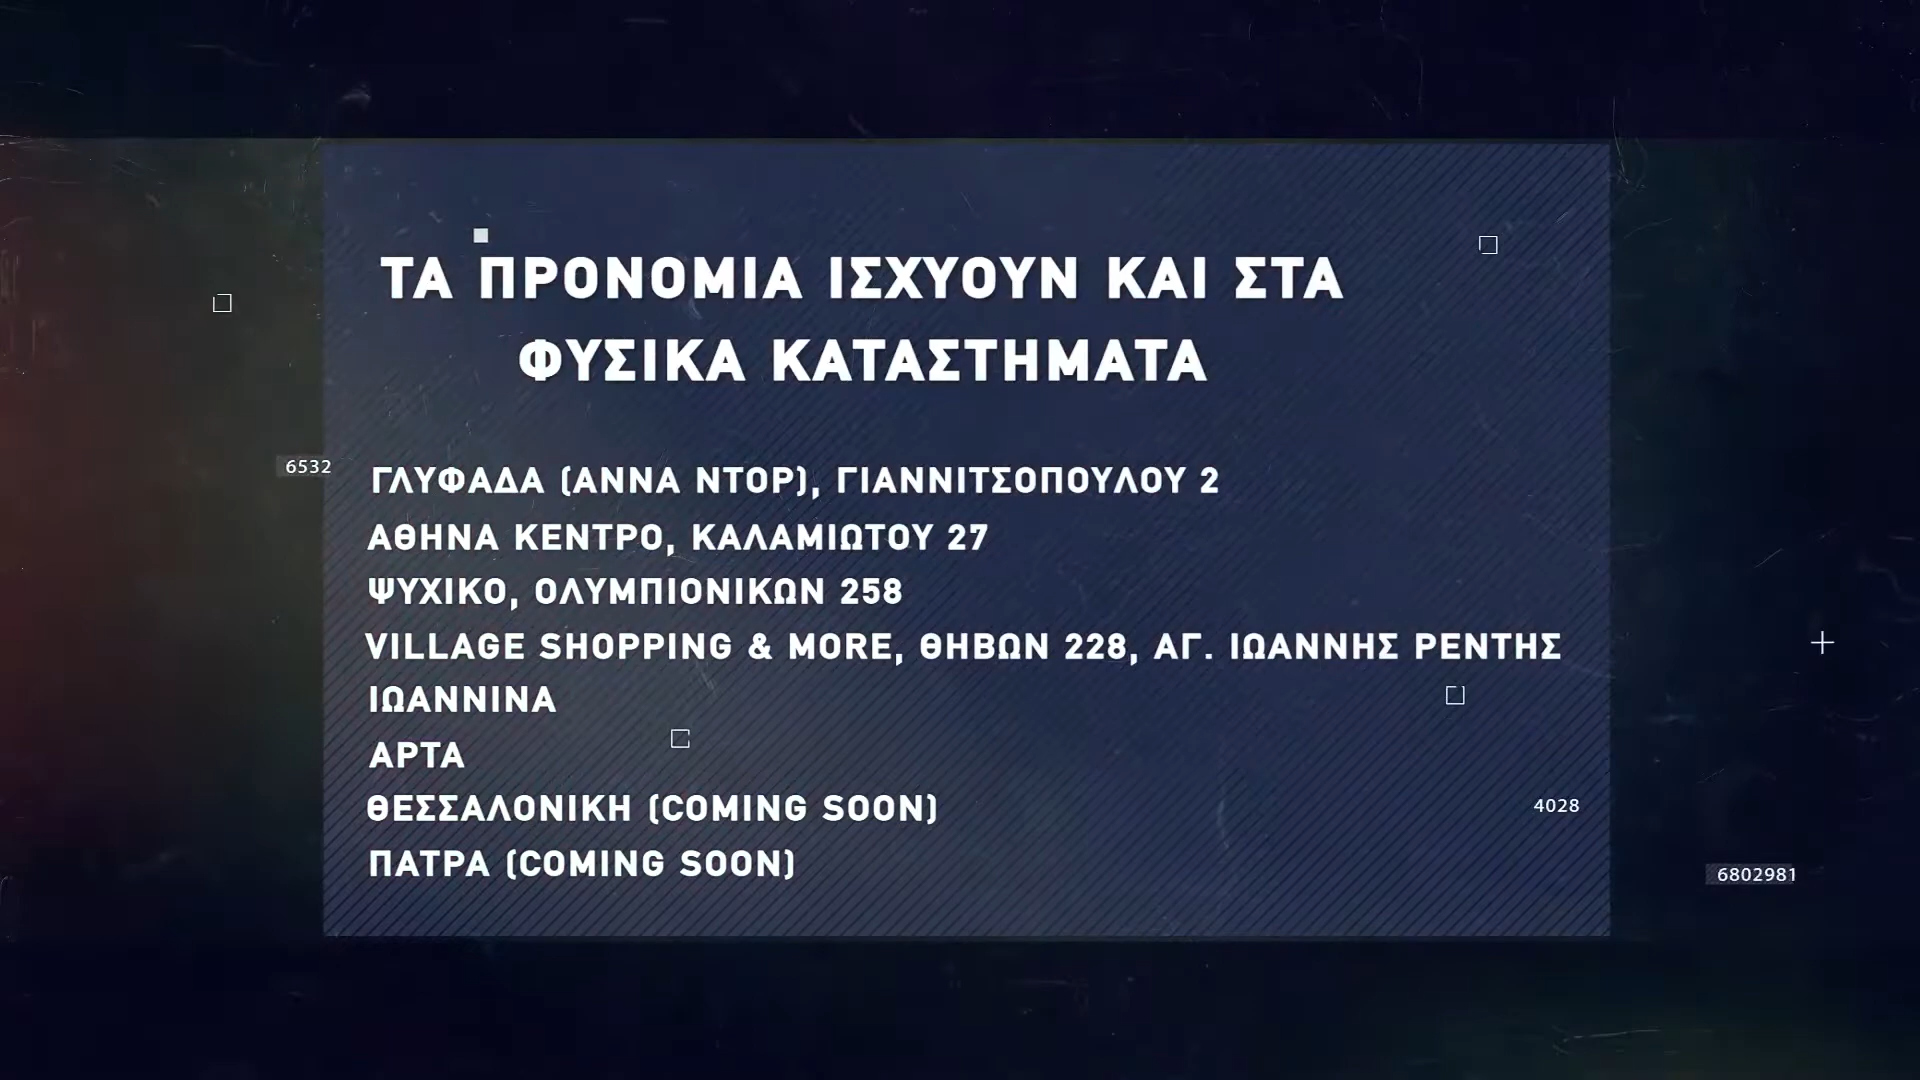 ΤΑ ΠΡΟΝΟΜΙΑ ΙΣΧΥΟΥΝ ΚΑΙ ΣΤΑ
ΦΥΣΙΚΑ ΚΑΤΑΣΤΗΜΑΤΑ
6532
ΓΛΥΦΑΔΑ (ΑΝΝΑ ΝΤΟΡ), ΓΙΑΝΝΙΤΣΟΠΟΥΛΟΥ 2
ΑΘΗΝΑ ΚΕΝΤΡΟ, ΚΑΛΑΜΙΩΤΟΥ 27
ΨΥΧΙΚΟ, ΟΛΥΜΠΙΟΝΙΚΩΝ 258
VILLAGE SHOPPING & MORE, ΘΗΒΩΝ 228, ΑΓ. ΙΩΑΝΝΗΣ ΡΕΝΤΗΣ
ΙΩΑΝΝΙΝΑ
ΑΡΤΑ
ΘΕΣΣΑΛΟΝΙΚΗ (COMING SOON)
4028
ΠΑΤΡΑ (COMING SOON)
6802981